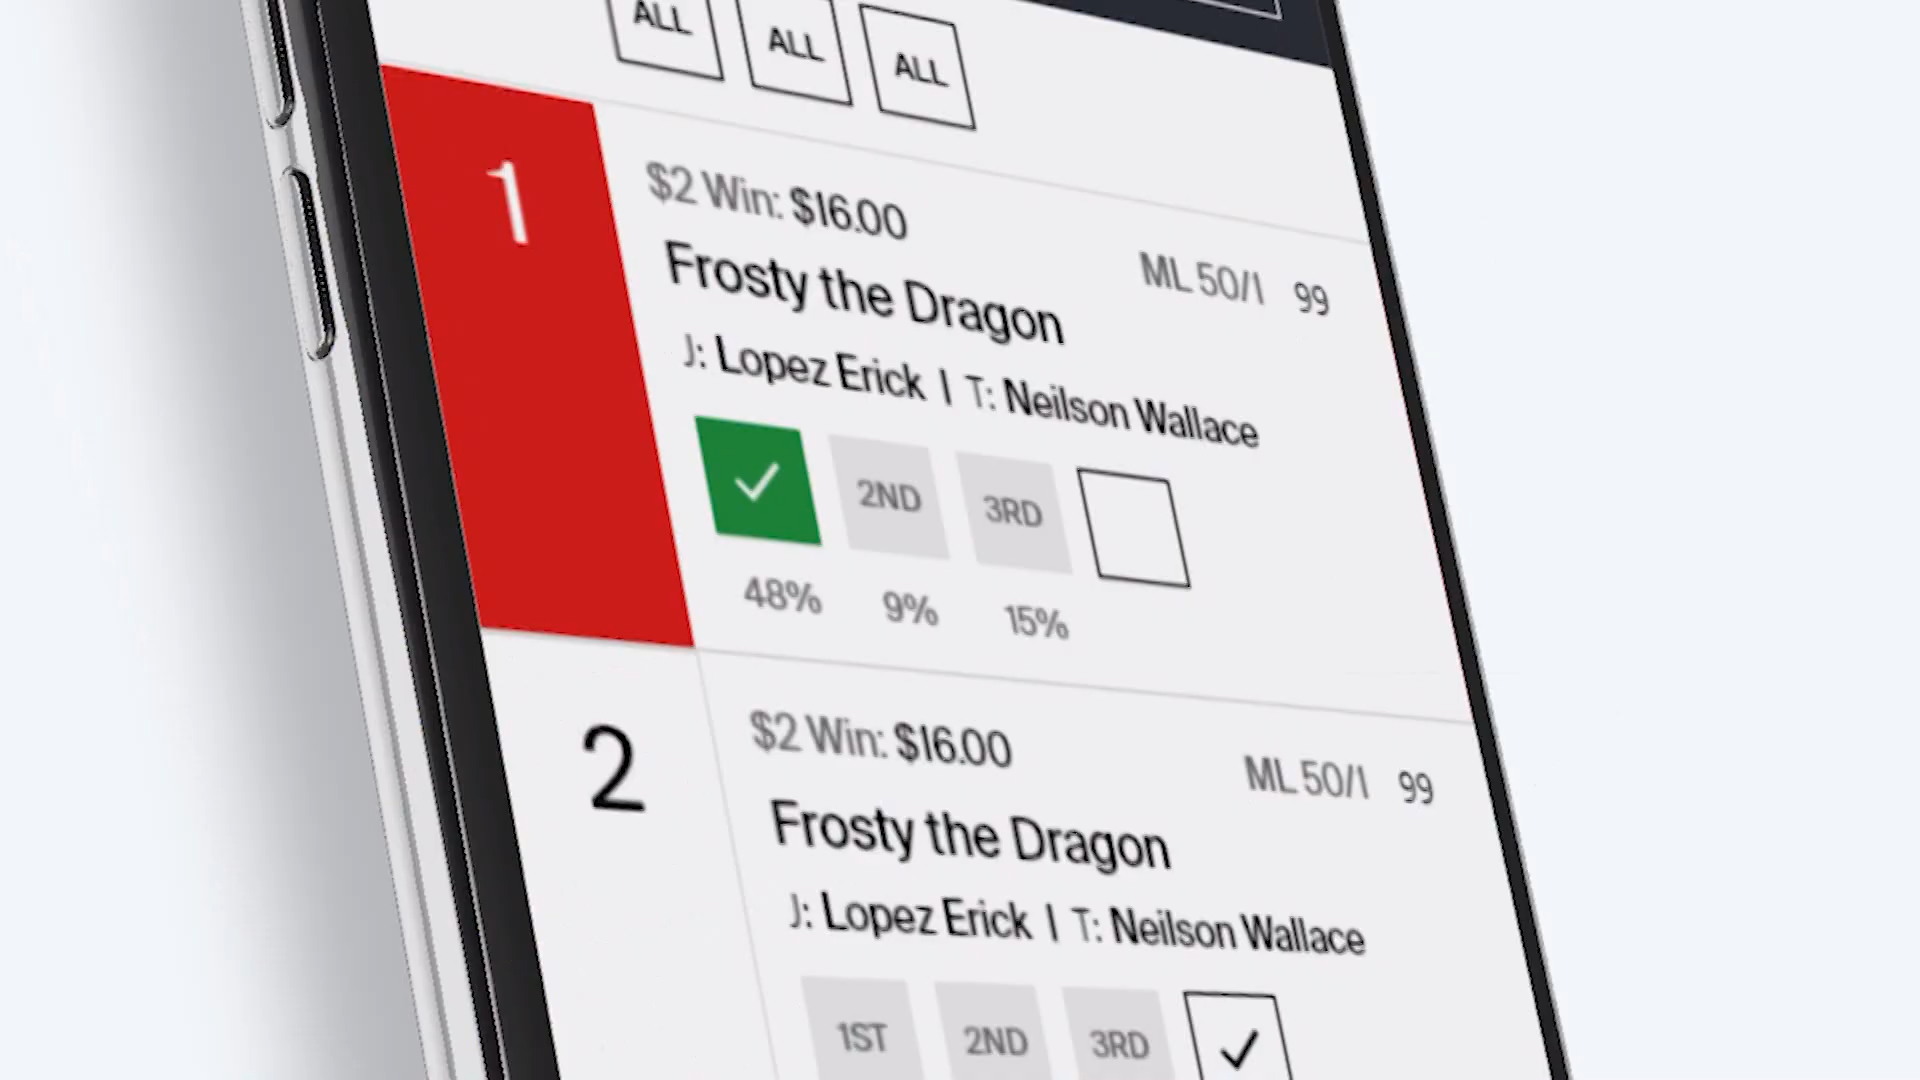 ALL ALL ALL
1
$2 Win: $16.00
ML 50/1 99
Frosty the Dragon
J: Lopez Erick | T: Neilson Wallace
2ND 3RD
48% 9% 15%
2
$2 Win: $16.00
ML 50/1 99
Frosty the Dragon
J: Lopez Erick | T: Neilson Wallace
1ST 2ND 3RD